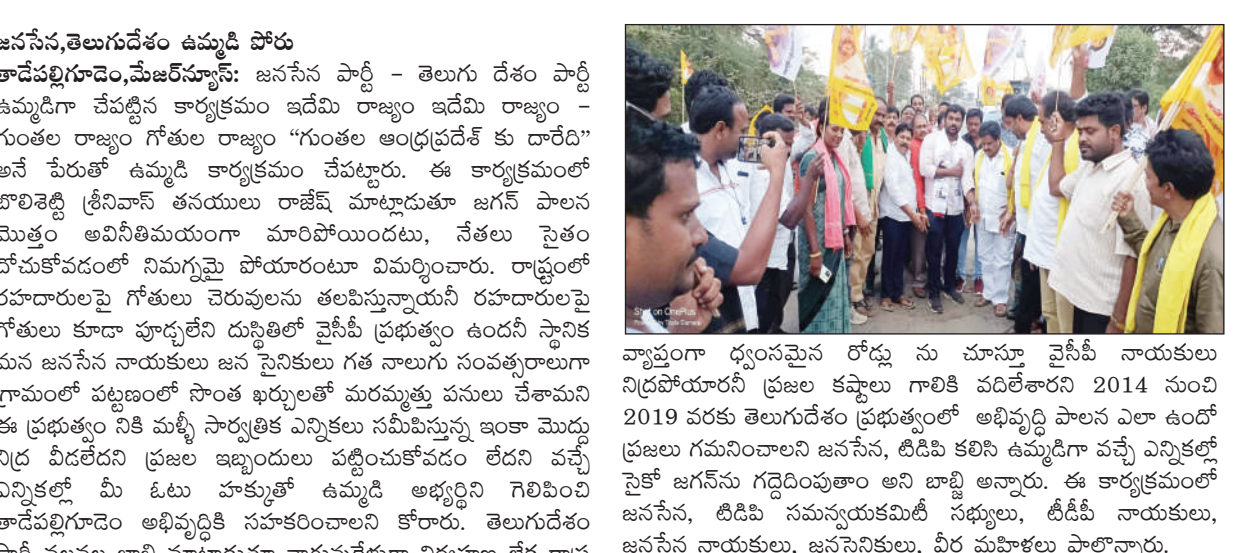 జనసేన,తెలుగుదేశం ఉమ్మడి పోరు
తాడేపల్లిగూడెం,మేజర్‌న్యూస్: జనసేన పార్టీ - తెలుగు దేశం పార్టీ
ఉమ్మడిగా చేపట్టిన కార్యక్రమం ఇదేమి రాజ్యం ఇదేమి రాజ్యం -
గుంతల రాజ్యం గోతుల రాజ్యం “గుంతల ఆంధ్రప్రదేశ్ కు దారేది”
అనే పేరుతో ఉమ్మడి కార్యక్రమం చేపట్టారు. ఈ కార్యక్రమంలో
బొలిశెట్టి శ్రీనివాస్ తనయులు రాజేష్ మాట్లాడుతూ జగన్ పాలన
మొత్తం అవినీతిమయంగా మారిపోయిందటు, నేతలు సైతం
దోచుకోవడంలో నిమగ్నమై పోయారంటూ విమర్శించారు. రాష్ట్రంలో
రహదారులపై గోతులు చెరువులను తలపిస్తున్నాయనీ రహదారులపై
గోతులు కూడా పూడ్చలేని దుస్థితిలో వైసీపీ ప్రభుత్వం ఉందనీ స్థానిక
మన జనసేన నాయకులు జన సైనికులు గత నాలుగు సంవత్సరాలుగా
గ్రామంలో పట్టణంలో సొంత ఖర్చులతో మరమ్మత్తు పనులు చేశామని
ఈ ప్రభుత్వం నికి మళ్ళీ సార్వత్రిక ఎన్నికలు సమీపిస్తున్న ఇంకా మొద్దు
నిద్ర వీడలేదని ప్రజల ఇబ్బందులు పట్టించుకోవడం లేదని వచ్చే
ఎన్నికల్లో మీ ఓటు హక్కుతో ఉమ్మడి అభ్యర్థిని గెలిపించి
తాడేపల్లిగూడెం అభివృద్ధికి సహకరించాలని కోరారు. తెలుగుదేశం
Shot on OnePlus
వ్యాప్తంగా ధ్వంసమైన రోడ్లు ను చూస్తూ వైసీపీ నాయకులు
నిద్రపోయారనీ ప్రజల కష్టాలు గాలికి వదిలేశారని 2014 నుంచి
2019 వరకు తెలుగుదేశం ప్రభుత్వంలో అభివృద్ధి పాలన ఎలా ఉందో
ప్రజలు గమనించాలని జనసేన, టిడిపి కలిసి ఉమ్మడిగా వచ్చే ఎన్నికల్లో
సైకో జగన్‌ను గద్దెదింపుతాం అని బాబ్జి అన్నారు. ఈ కార్యక్రమంలో
జనసేన, టిడిపి సమన్వయకమిటీ సభ్యులు, టీడీపీ నాయకులు,
జనసేన నాయకులు, జనసైనికులు, వీర మహిళలు పాల్గొన్నారు.